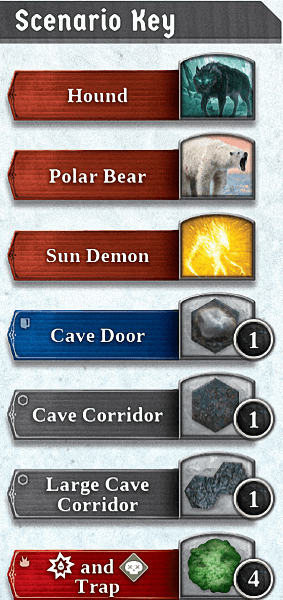 Scenario Key
Hound
Polar Bear
Sun Demon
Cave Door
1
Cave Corridor
1
Large Cave
Corridor
1
and
Trap
4